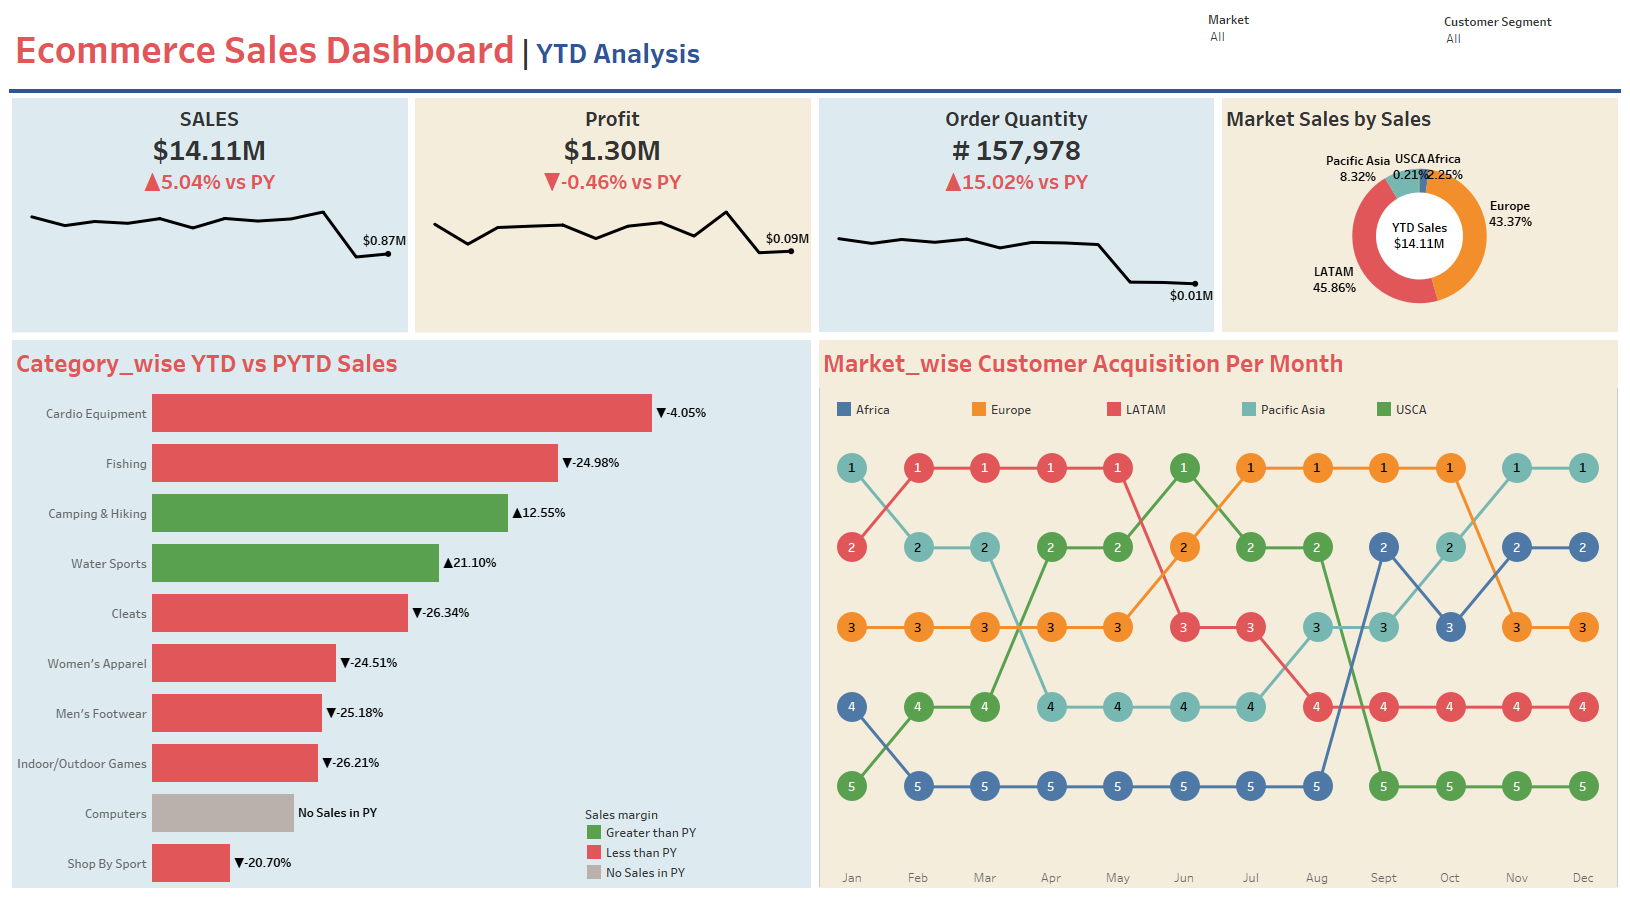 Market
All
Customer Segment
All
Ecommerce Sales Dashboard | YTD Analysis
SALES
$14.11M
▲5.04% vs PY
$0.87M
Profit
$1.30M
▼-0.46% vs PY
$0.09M
Order Quantity
# 157,978
▲15.02% vs PY
$0.01M
Market Sales by Sales
Pacific Asia
8.32%
USCA
0.21%
Africa
2.25%
Europe
43.37%
YTD Sales
$14.11M
LATAM
45.86%
Category_wise YTD vs PYTD Sales
Cardio Equipment ▼-4.05%
Fishing ▼-24.98%
Camping & Hiking ▲12.55%
Water Sports ▲21.10%
Cleats ▼-26.34%
Women's Apparel ▼-24.51%
Men's Footwear ▼-25.18%
Indoor/Outdoor Games ▼-26.21%
Computers No Sales in PY
Shop By Sport ▼-20.70%
Sales margin
Greater than PY
Less than PY
No Sales in PY
Market_wise Customer Acquisition Per Month
Africa Europe LATAM Pacific Asia USCA
1 1 1 1 1 1 1 1 1 1 1 1
2 2 2 2 2 2 2 2 2 2 2 2
3 3 3 3 3 3 3 3 3 3 3 3
4 4 4 4 4 4 4 4 4 4 4 4
5 5 5 5 5 5 5 5 5 5 5 5
Jan Feb Mar Apr May Jun Jul Aug Sept Oct Nov Dec